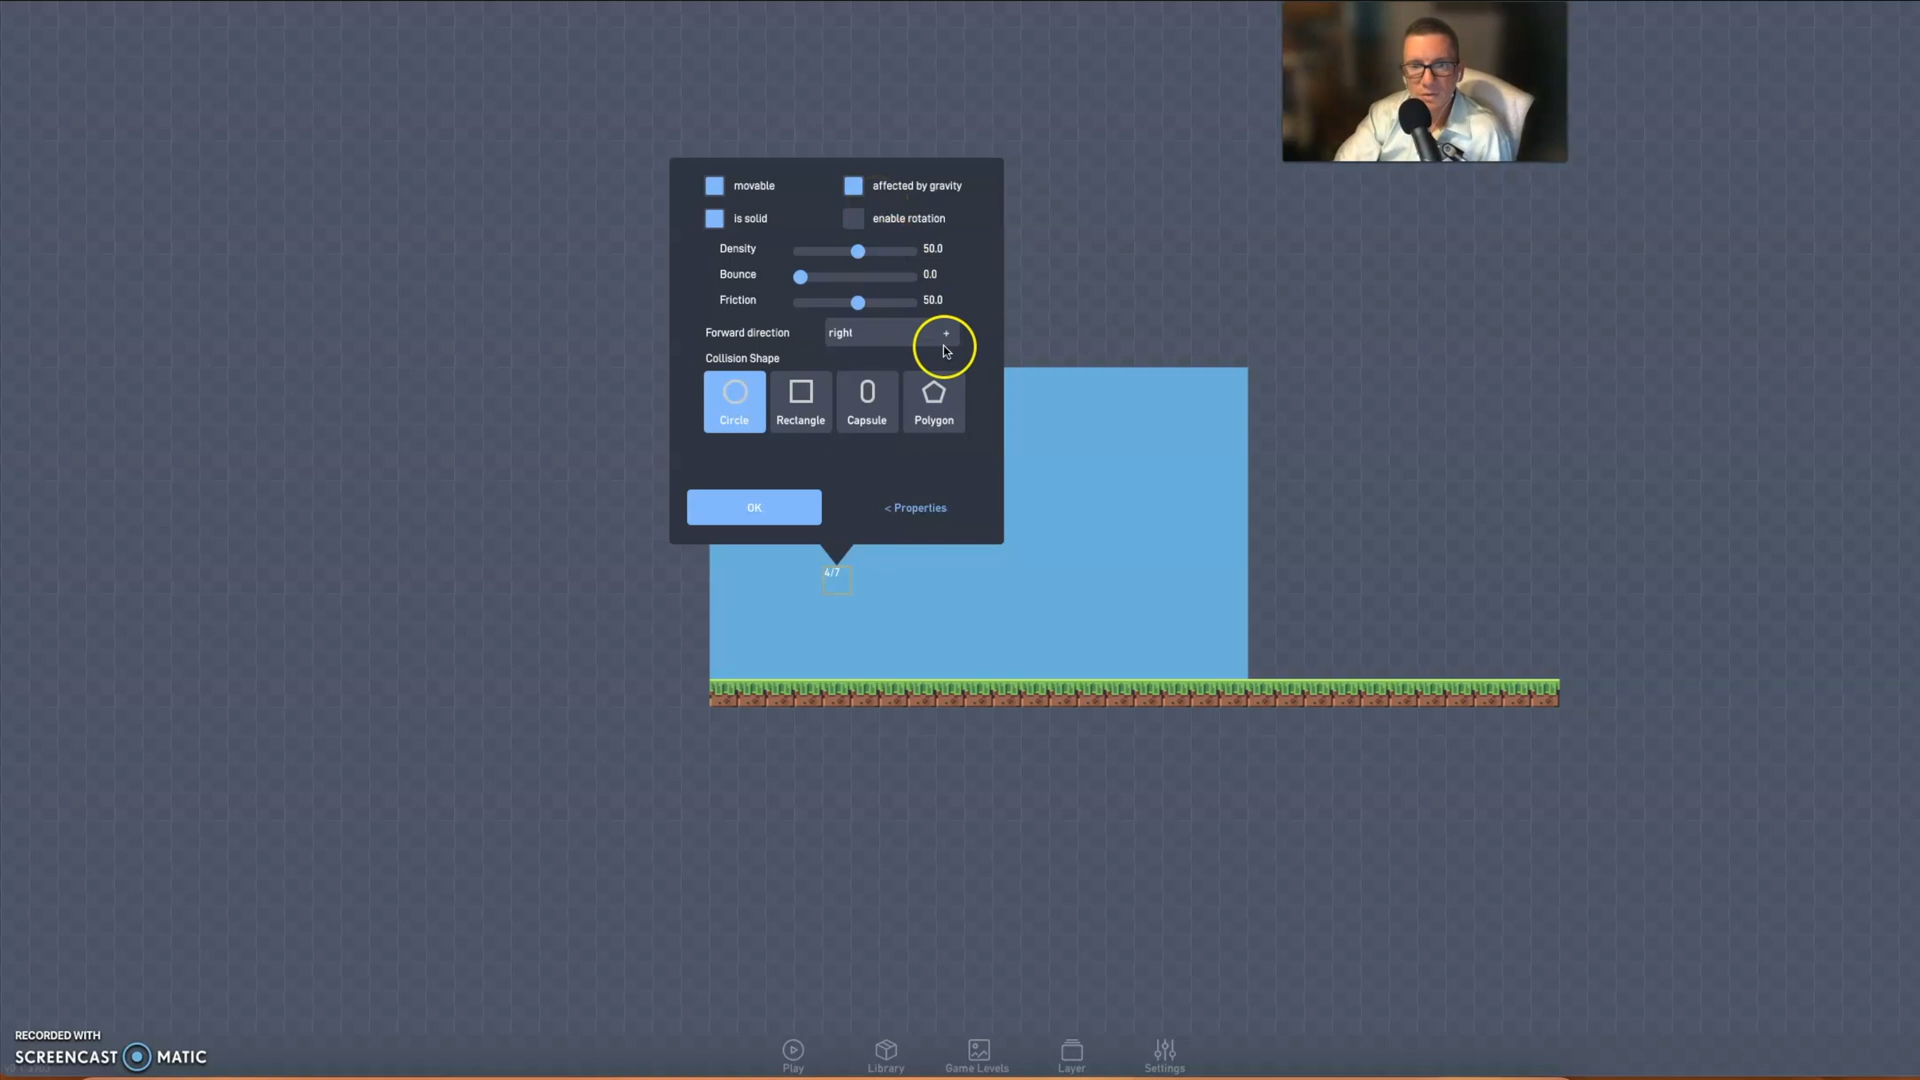 movable
affected by gravity
is solid
enable rotation
Density 50.0
Bounce 0.0
Friction 50.0
Forward direction right +
Collision Shape
Circle Rectangle Capsule Polygon
OK < Properties
4/7
RECORDED WITH
SCREENCAST MATIC
Play Library Game Levels Layer Settings